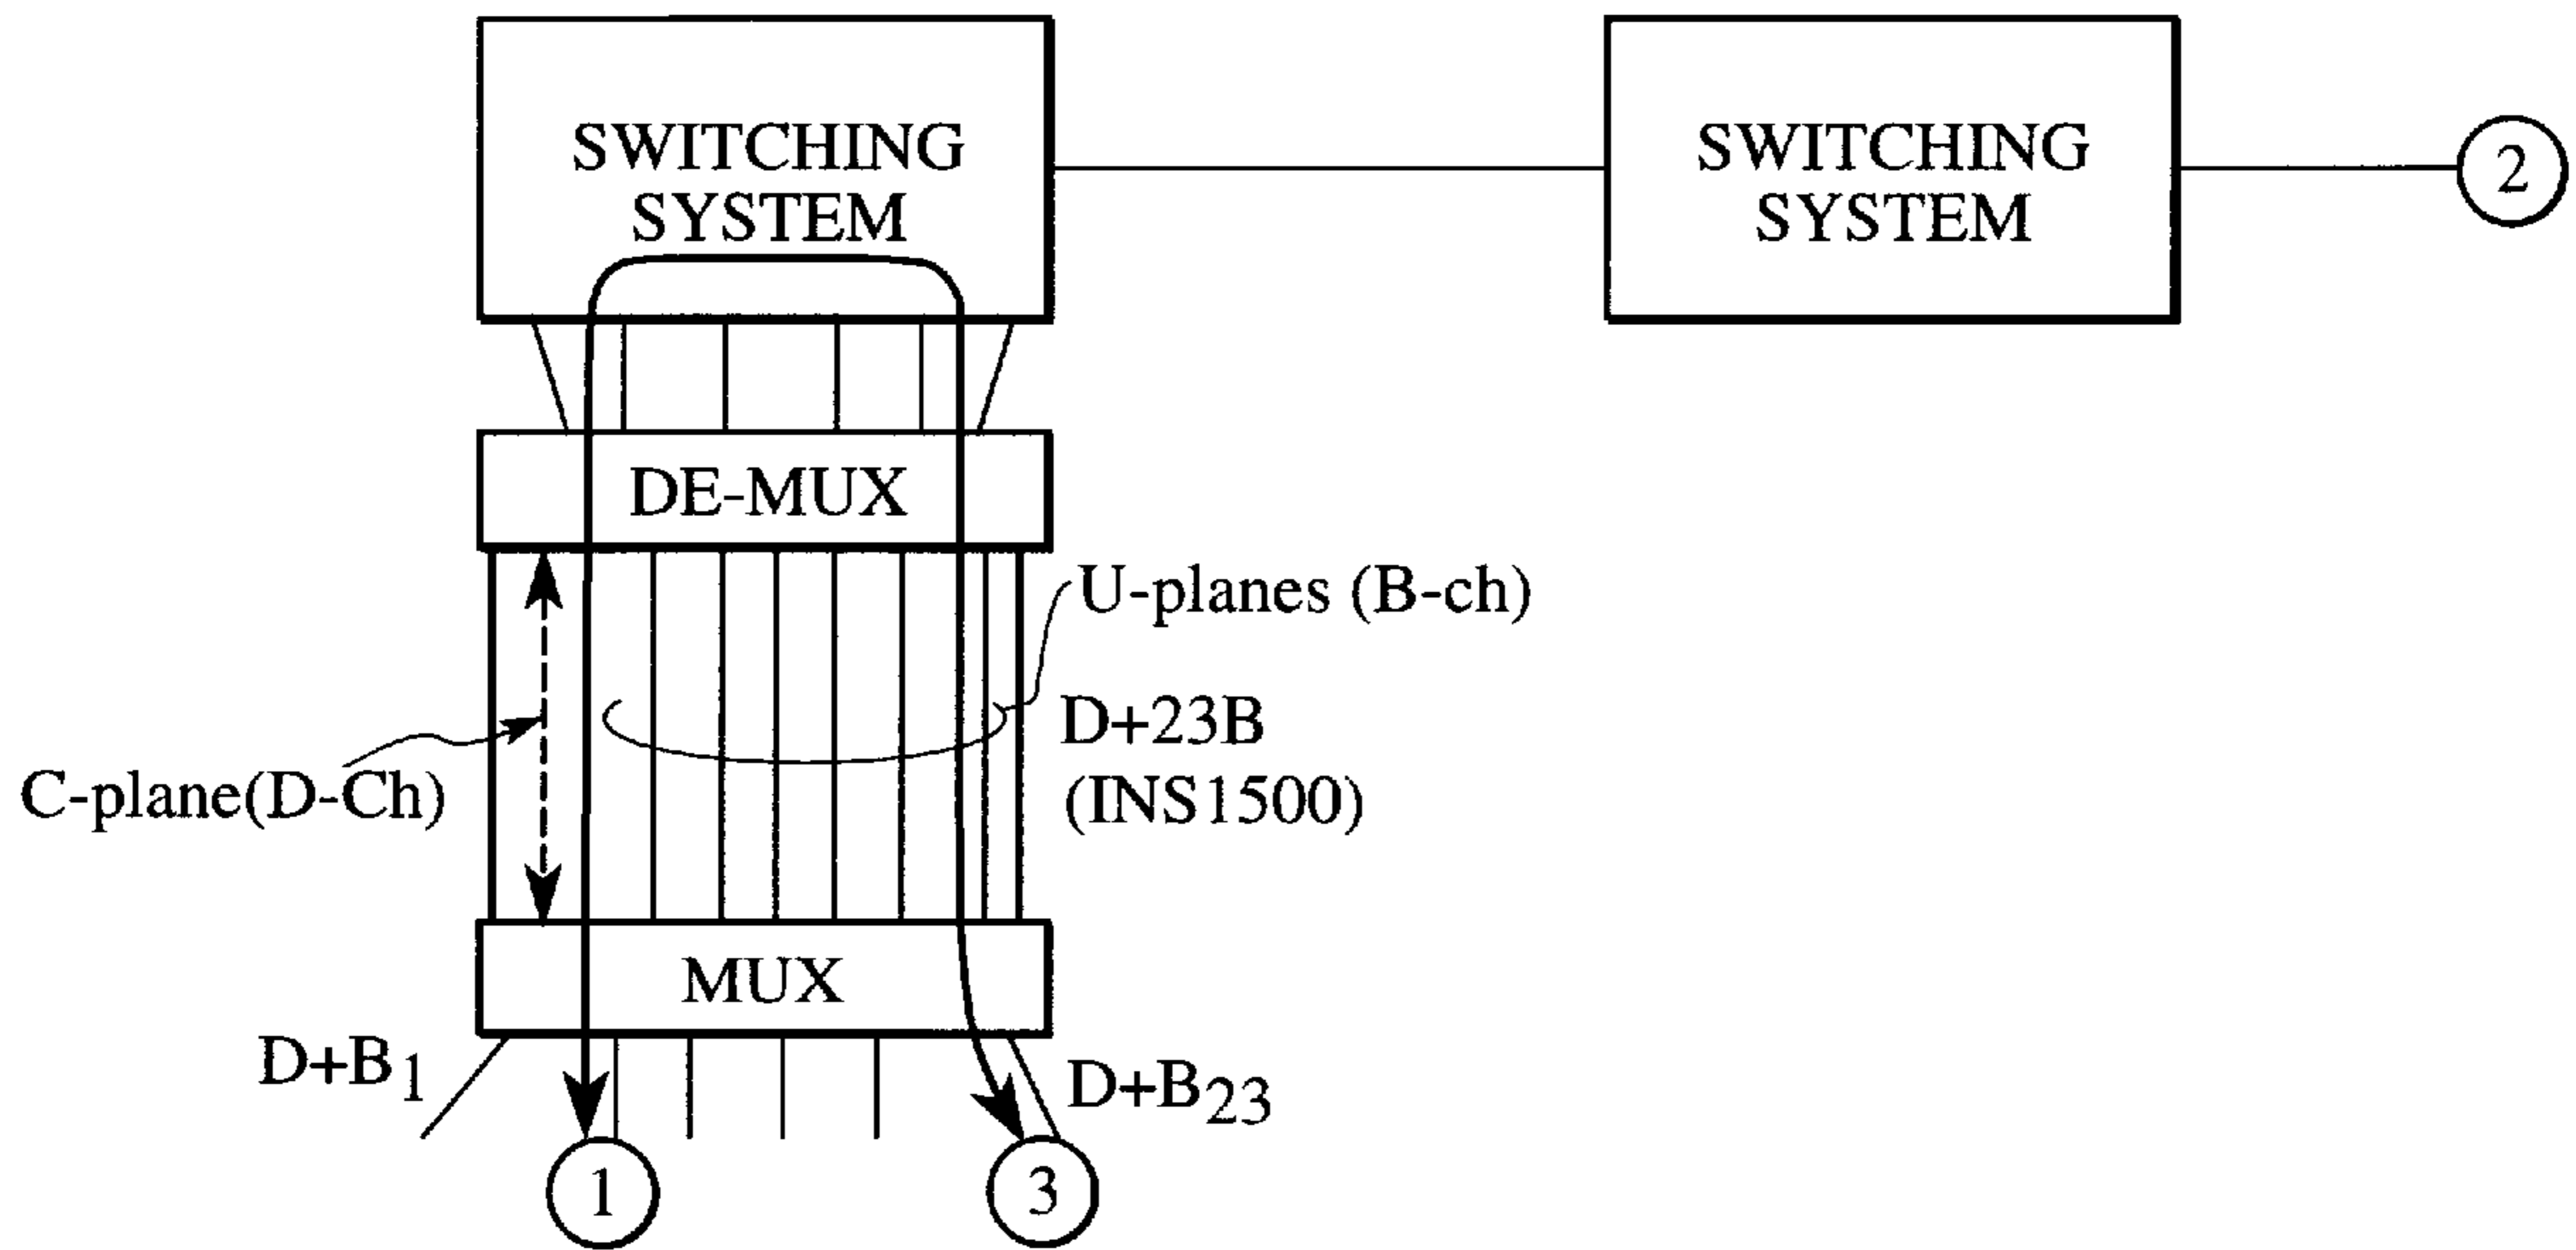 SWITCHING
SYSTEM
SWITCHING
SYSTEM
2
DE-MUX
U-planes (B-ch)
D+23B
(INS1500)
C-plane(D-Ch)
MUX
D+B1
D+B23
1
3